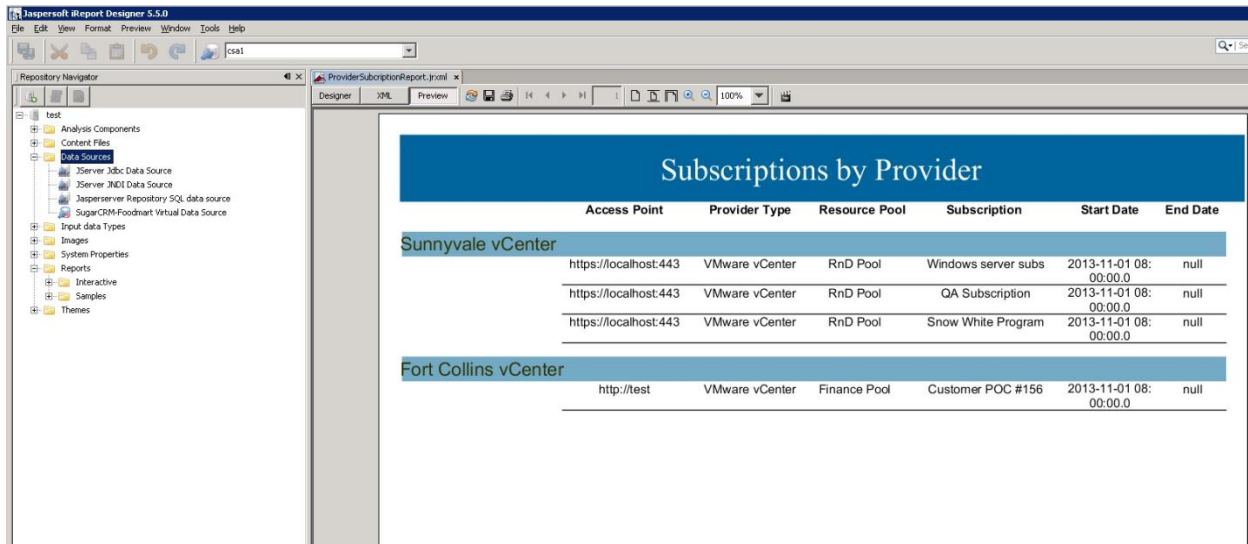 Jaspersoft iReport Designer 5.5.0
File Edit View Format Preview Window Tools Help
csa1
Repository Navigator
ProviderSubcriptionReport.jrxml
Designer XML Preview 1 100%
test
Analysis Components
Content Files
Data Sources
JServer Jdbc Data Source
JServer JNDI Data Source
Jasperserver Repository SQL data source
SugarCRM-Foodmart Virtual Data Source
Input data Types
Images
System Properties
Reports
Interactive
Samples
Themes
Subscriptions by Provider
Access Point Provider Type Resource Pool Subscription Start Date End Date
Sunnyvale vCenter
https://localhost:443 VMware vCenter RnD Pool Windows server subs 2013-11-01 08: null
00:00.0
https://localhost:443 VMware vCenter RnD Pool QA Subscription 2013-11-01 08: null
00:00.0
https://localhost:443 VMware vCenter RnD Pool Snow White Program 2013-11-01 08: null
00:00.0
Fort Collins vCenter
http://test VMware vCenter Finance Pool Customer POC #156 2013-11-01 08: null
00:00.0